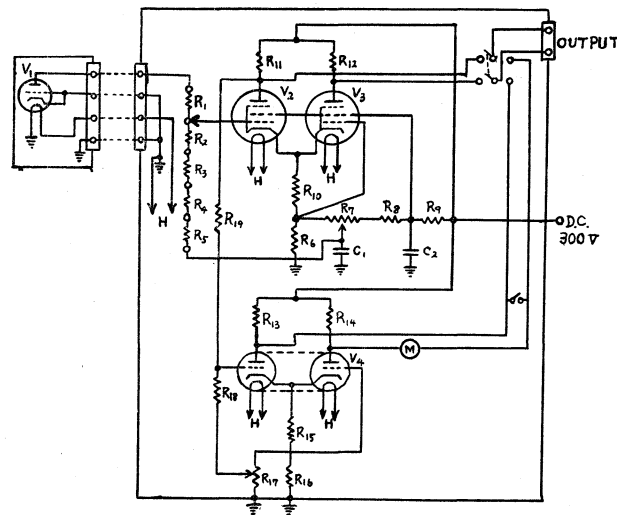 OUTPUT
V1
R11
R12
V2
V3
R1
R2
R3
R4
R5
H
H
H
R10
R19
R7
R8
R9
R6
C1
C2
D.C.
300 V
R13
R14
M
V4
R18
H
H
R15
R17
R16